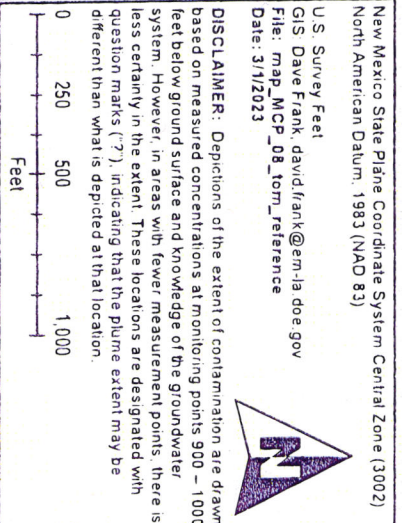 New Mexico State Plane Coordinate System Central Zone (3002)
North American Datum, 1983 (NAD 83)
U.S. Survey Feet
GIS: Dave Frank, david.frank@em-la.doe.gov
File: map_MCP_08_tom_reference
Date: 3/1/2023
N
DISCLAIMER: Depictions of the extent of contamination are drawn
based on measured concentrations at monitoring points 900 – 1000
feet below ground surface and knowledge of the groundwater
system. However, in areas with fewer measurement points, there is
less certainty in the extent. These locations are designated with
question marks ("?"), indicating that the plume extent may be
different than what is depicted at that location.
0 250 500 1,000
Feet